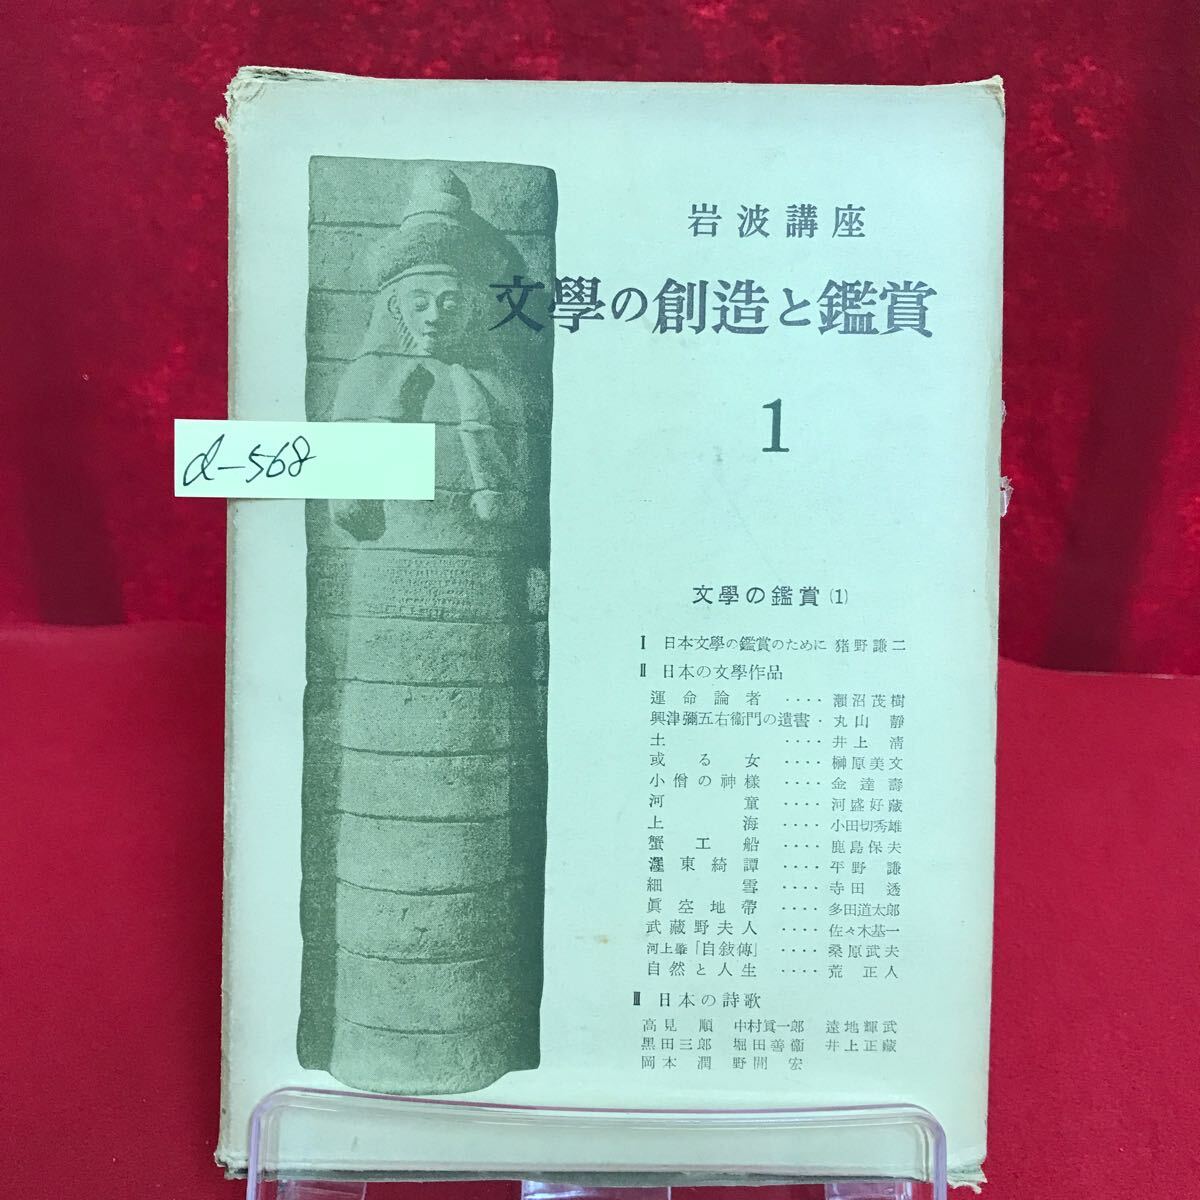 岩波講座
文學の創造と鑑賞
1
d-568
文學の鑑賞(1)
Ⅰ 日本文學の鑑賞のために 猪野謙二
Ⅱ 日本の文學作品
運命論者 ‥‥ 瀬沼茂樹
興津彌五右衞門の遺書 ・ 丸山靜
土 ‥‥ 井上淸
或る女 ‥‥ 榊原美文
小僧の神樣 ‥‥ 金達壽
河童 ‥‥ 河盛好藏
上海 ‥‥ 小田切秀雄
蟹工船 ‥‥ 鹿島保夫
濹東綺譚 ‥‥ 平野謙
細雪 ‥‥ 寺田透
眞空地帶 ‥‥ 多田道太郎
武藏野夫人 ‥‥ 佐々木基一
河上肇「自敍傳」 ‥‥ 桑原武夫
自然と人生 ‥‥ 荒正人
Ⅲ 日本の詩歌
高見順 中村眞一郎 遠地輝武
黑田三郎 堀田善衞 井上正藏
岡本潤 野間宏